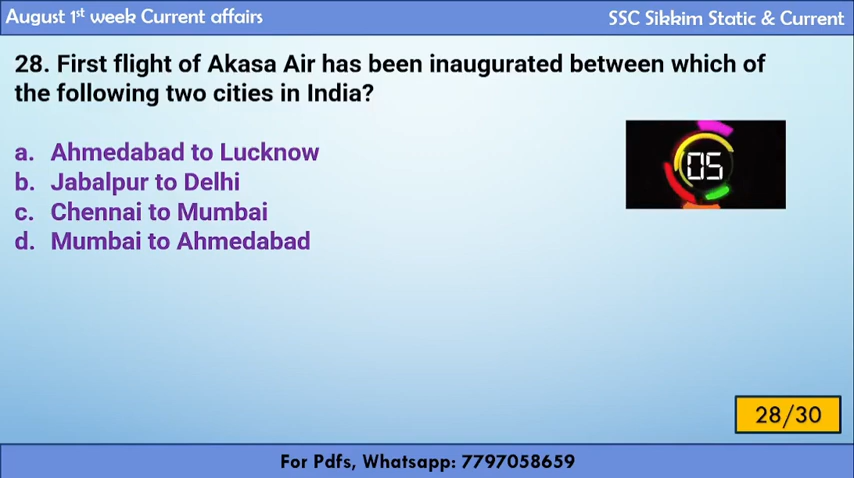 August 1st week Current affairs
SSC Sikkim Static & Current
28. First flight of Akasa Air has been inaugurated between which of
the following two cities in India?
a. Ahmedabad to Lucknow
b. Jabalpur to Delhi
c. Chennai to Mumbai
d. Mumbai to Ahmedabad
05
28/30
For Pdfs, Whatsapp: 7797058659